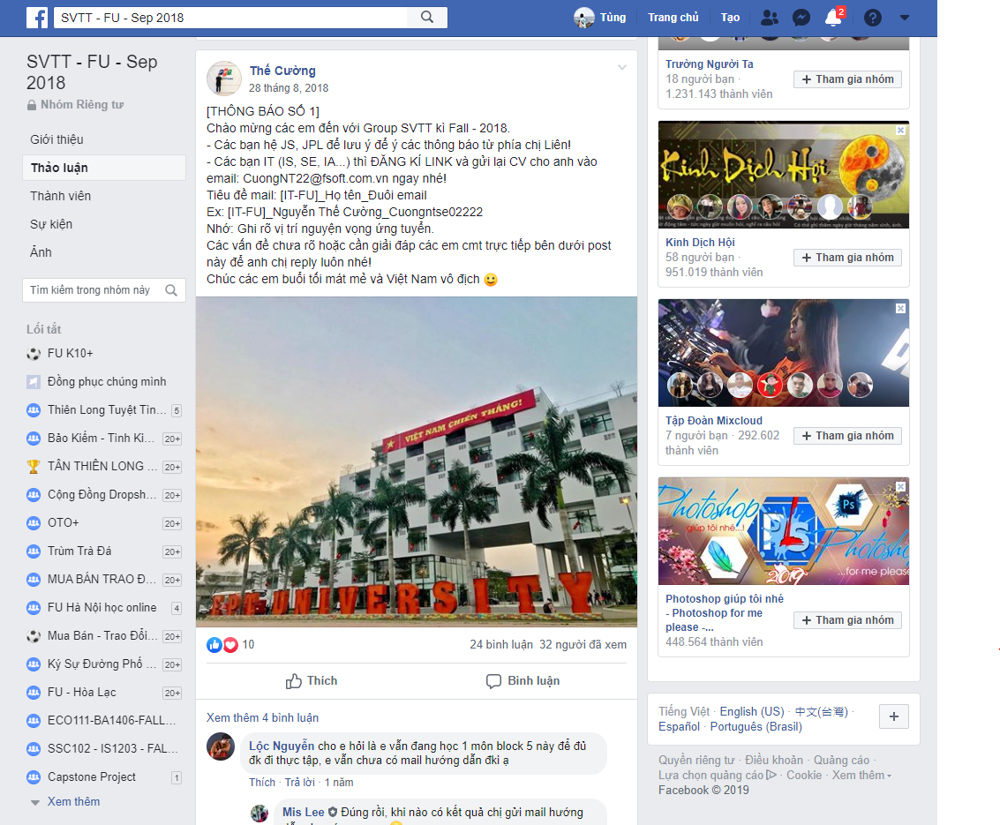 SVTT - FU - Sep 2018
Tùng
Trang chủ
Tạo
2
SVTT - FU - Sep
2018
Nhóm Riêng tư
Giới thiệu
Thảo luận
Thành viên
Sự kiện
Ảnh
Tìm kiếm trong nhóm này
Lối tắt
FU K10+
Đồng phục chúng mình
Thiên Long Tuyệt Tìn... 5
Bảo Kiếm - Tình Ki... 20+
TÂN THIÊN LONG ... 20+
Cộng Đồng Dropsh... 20+
OTO+ 20+
Trùm Trà Đá 20+
MUA BÁN TRAO Đ... 20+
FU Hà Nội học online 4
Mua Bán - Trao Đổi... 20+
Ký Sự Đường Phố ... 20+
FU - Hòa Lạc 20+
ECO111-BA1406-FALL...
SSC102 - IS1203 - FAL...
Capstone Project 1
Xem thêm
Thế Cường
28 tháng 8, 2018
[THÔNG BÁO SỐ 1]
Chào mừng các em đến với Group SVTT kì Fall - 2018.
- Các bạn hệ JS, JPL để lưu ý để ý các thông báo từ phía chị Liên!
- Các bạn IT (IS, SE, IA...) thì ĐĂNG KÍ LINK và gửi lại CV cho anh vào
email: CuongNT22@fsoft.com.vn ngay nhé!
Tiêu đề mail: [IT-FU]_Họ tên_Đuôi email
Ex: [IT-FU]_Nguyễn Thế Cường_Cuongntse02222
Nhớ: Ghi rõ vị trí nguyện vọng ứng tuyển.
Các vấn đề chưa rõ hoặc cần giải đáp các em cmt trực tiếp bên dưới post
này để anh chị reply luôn nhé!
Chúc các em buổi tối mát mẻ và Việt Nam vô địch
VIỆT NAM CHIẾN THẮNG!
FPT UNIVERSITY
10
24 bình luận 32 người đã xem
Thích
Bình luận
Xem thêm 4 bình luận
Lộc Nguyễn cho e hỏi là e vẫn đang học 1 môn block 5 này để đủ
đk đi thực tập, e vẫn chưa có mail hướng dẫn đki ạ
Thích · Trả lời · 1 năm
Mis Lee Đúng rồi, khi nào có kết quả chị gửi mail hướng
Trường Người Ta
18 người bạn ·
1.231.143 thành viên
+ Tham gia nhóm
Kinh Dịch Hội
Kinh Dịch Hội
58 người bạn ·
951.019 thành viên
+ Tham gia nhóm
Tập Đoàn Mixcloud
7 người bạn · 292.602
thành viên
+ Tham gia nhóm
Photoshop
giúp tôi nhé...!
Ps
PS
Photoshop
...for me please
2019
Photoshop giúp tôi nhé
- Photoshop for me
please -...
448.564 thành viên
+ Tham gia nhóm
Tiếng Việt · English (US) · 中文(台灣) ·
Español · Português (Brasil)
+
Quyền riêng tư · Điều khoản · Quảng cáo ·
Lựa chọn quảng cáo · Cookie · Xem thêm
Facebook © 2019